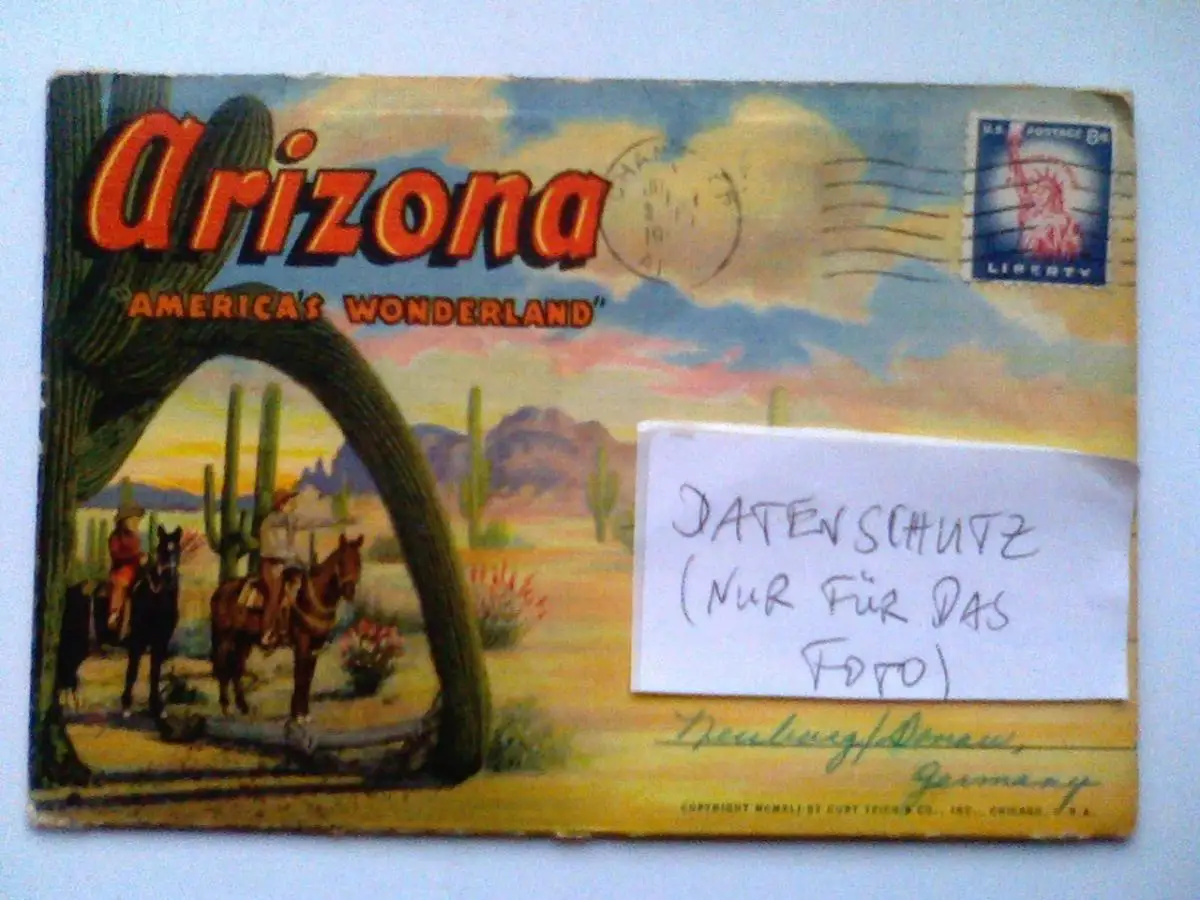 Arizona
"AMERICA'S WONDERLAND"
U.S. POSTAGE 8¢
LIBERTY
DATENSCHUTZ
(NUR FÜR DAS
FOTO)
Neuburg/Donau,
Germany
COPYRIGHT MCMXLI BY CURT TEICH & CO., INC., CHICAGO, U.S.A.